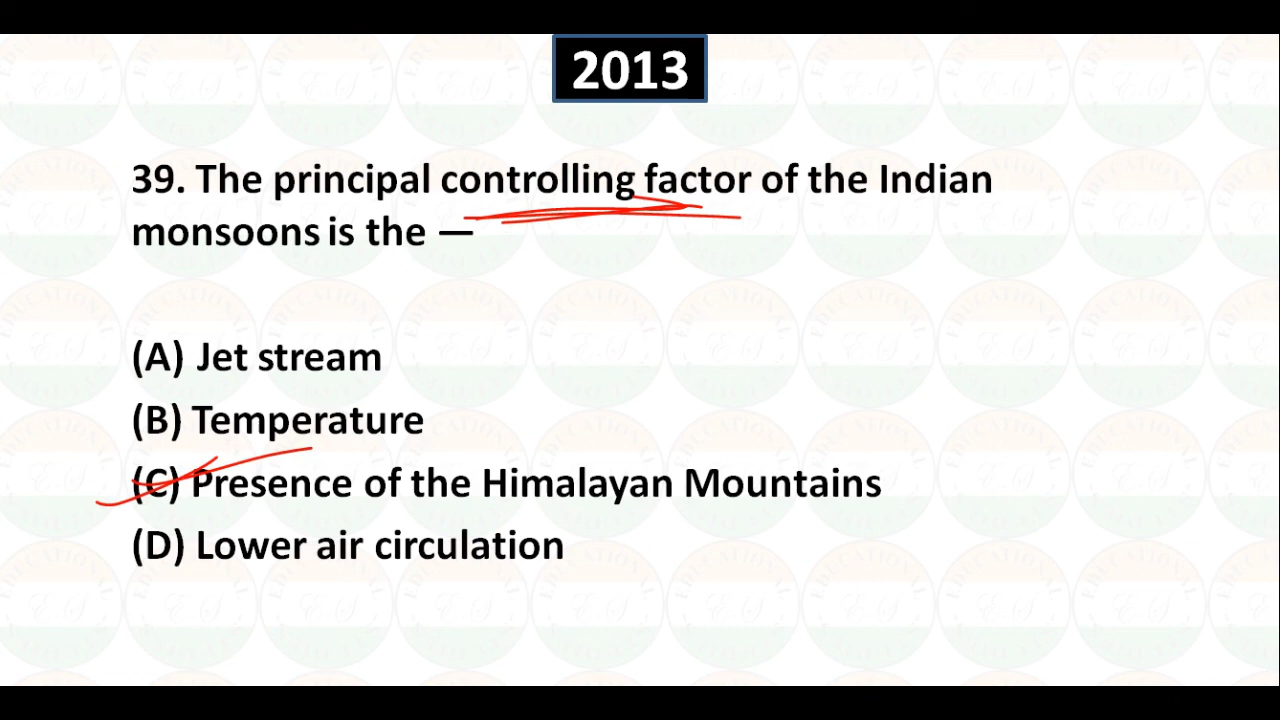 2013
39. The principal controlling factor of the Indian
monsoons is the —
(A) Jet stream
(B) Temperature
(C) Presence of the Himalayan Mountains
(D) Lower air circulation